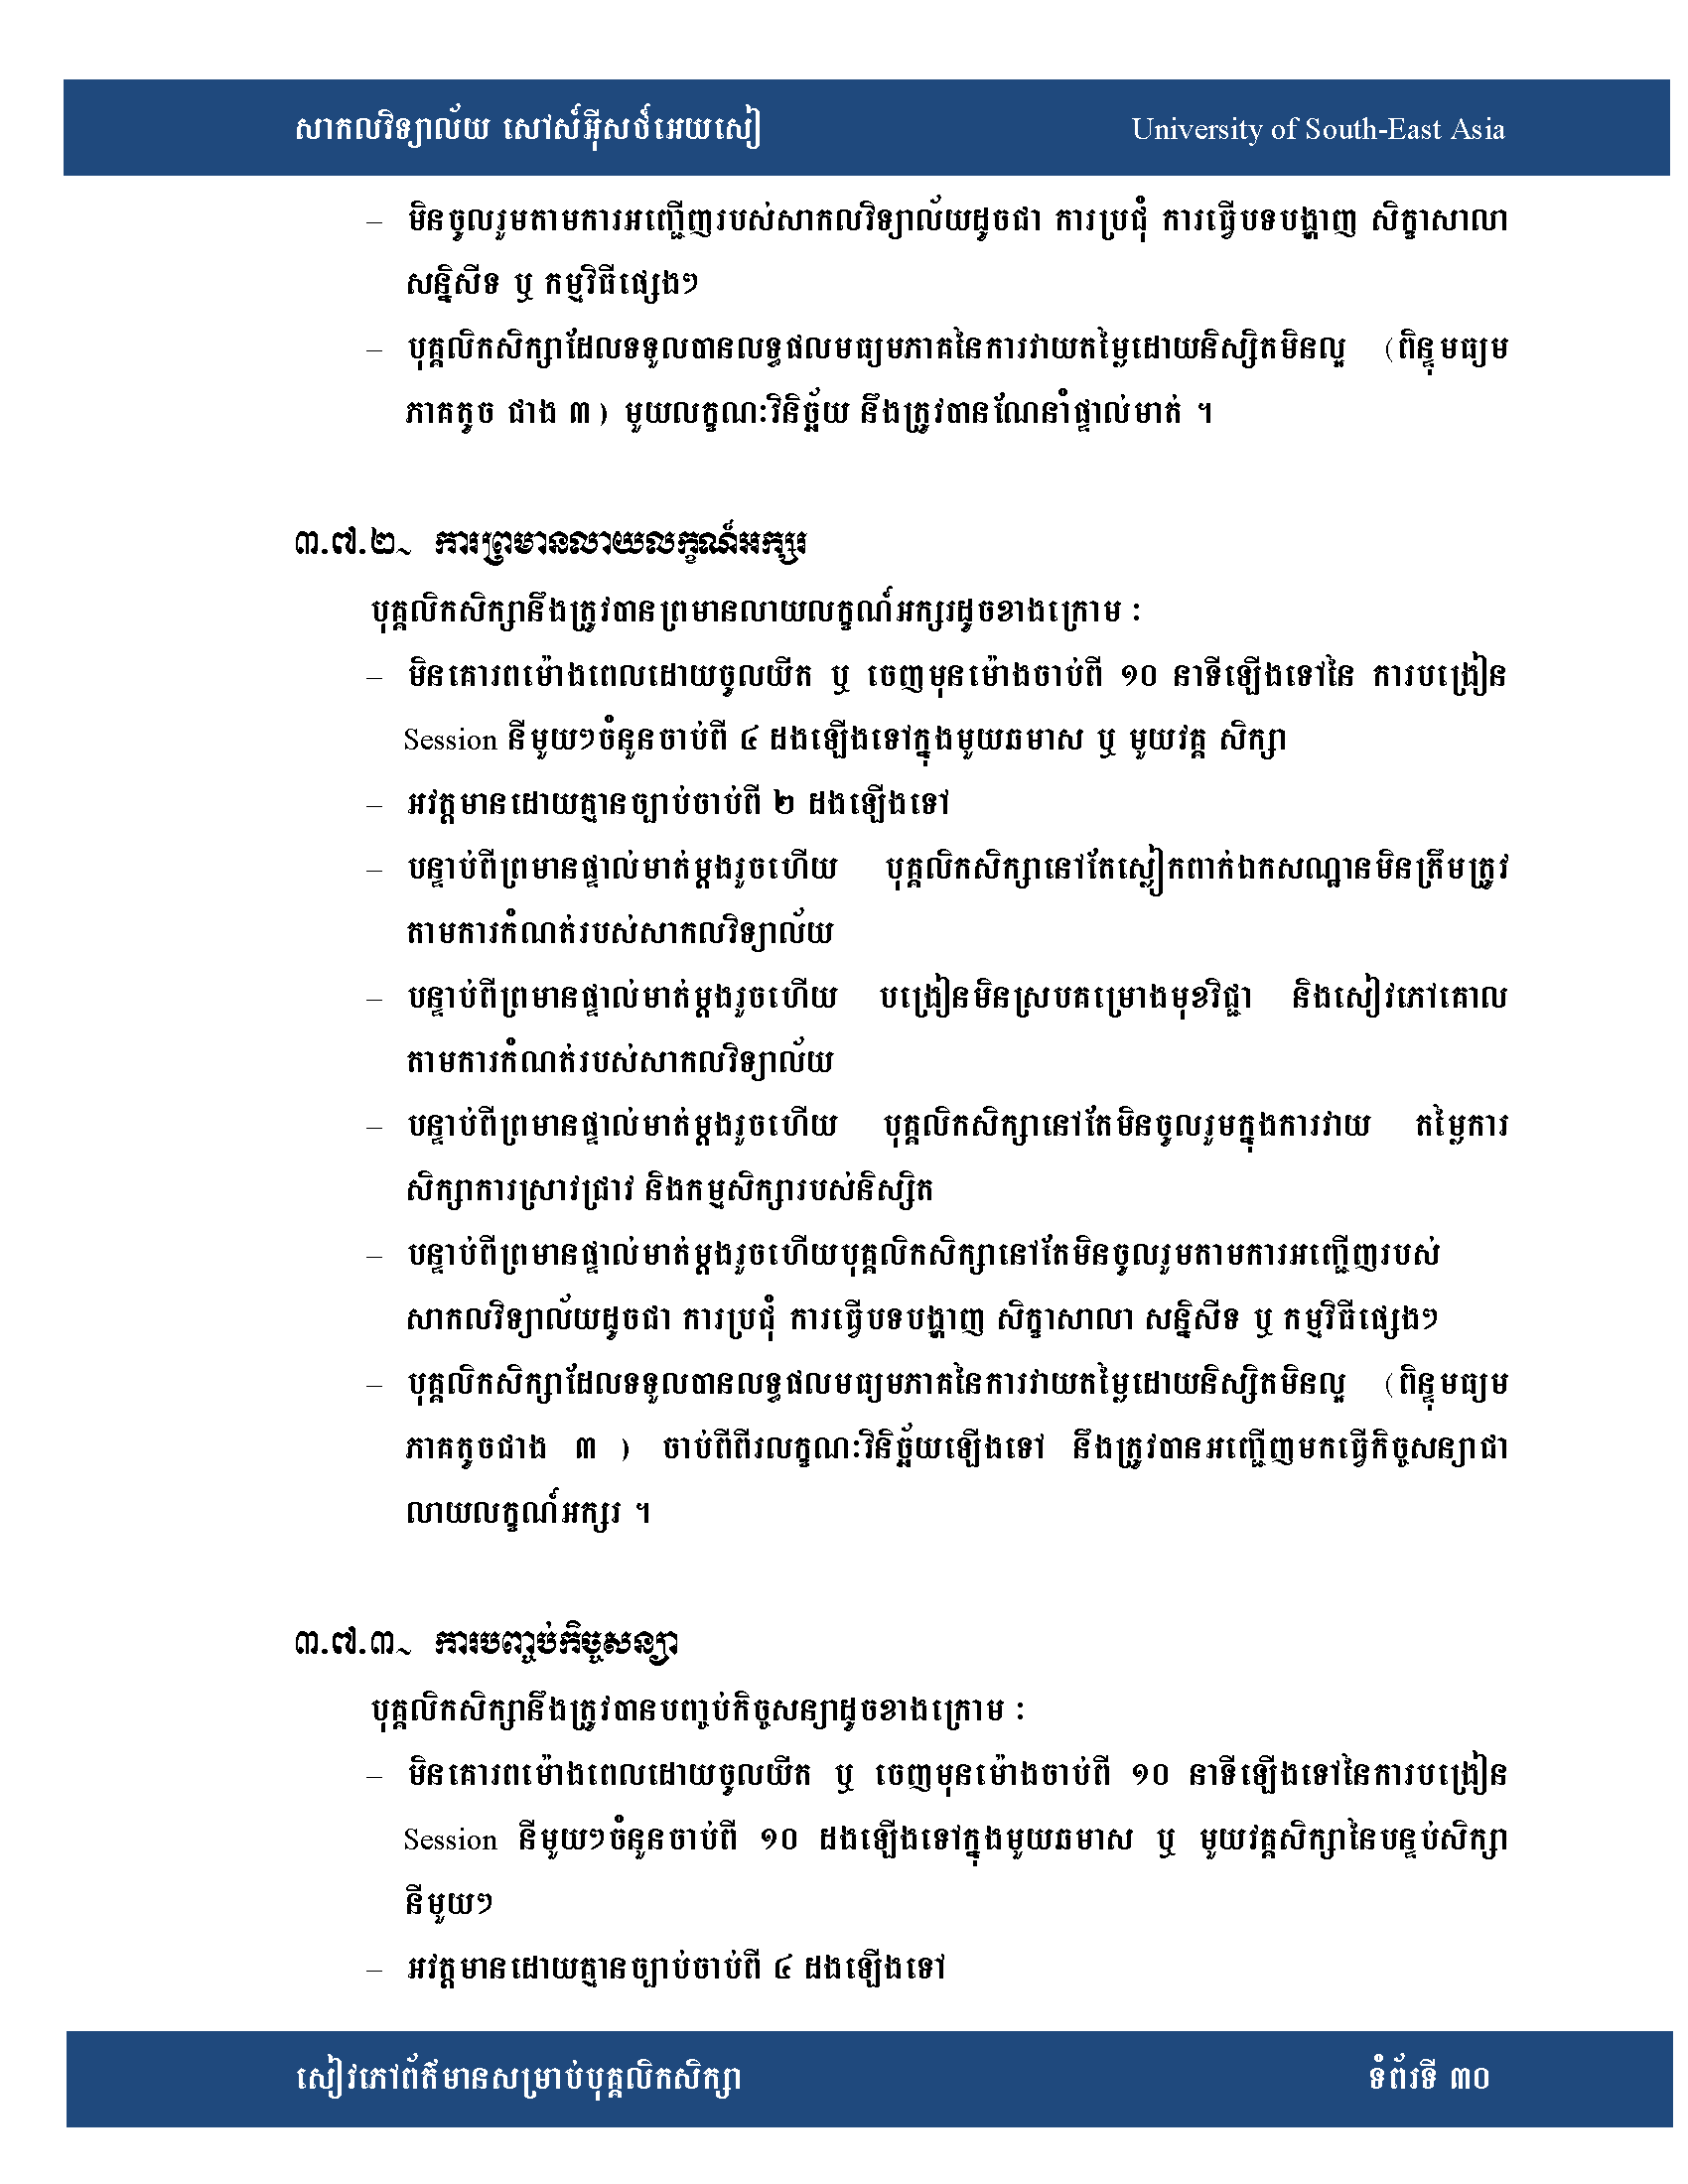 សាកលវិទ្យាល័យ សៅស៍អ៊ីសថ៍អេយសៀ University of South-East Asia
– មិនចូលរួមតាមការអញ្ជើញរបស់សាកលវិទ្យាល័យដូចជា ការប្រជុំ ការធ្វើបទបង្ហាញ សិក្ខាសាលា
សន្និសីទ ឬ កម្មវិធីផ្សេងៗ
– បុគ្គលិកសិក្សាដែលទទួលបានលទ្ធផលមធ្យមភាគនៃការវាយតម្លៃដោយនិស្សិតមិនល្អ (ពិន្ទុមធ្យម
ភាគតូច ជាង ៣) មួយលក្ខណៈវិនិច្ឆ័យ នឹងត្រូវបានណែនាំផ្ទាល់មាត់ ។
៣.៧.២~ ការព្រមានលាយលក្ខណ៍អក្សរ
បុគ្គលិកសិក្សានឹងត្រូវបានព្រមានលាយលក្ខណ៍អក្សរដូចខាងក្រោម ៈ
– មិនគោរពម៉ោងពេលដោយចូលយឺត ឬ ចេញមុនម៉ោងចាប់ពី ១០ នាទីឡើងទៅនៃ ការបង្រៀន
Session នីមួយៗចំនួនចាប់ពី ៤ ដងឡើងទៅក្នុងមួយឆមាស ឬ មួយវគ្គ សិក្សា
– អវត្តមានដោយគ្មានច្បាប់ចាប់ពី ២ ដងឡើងទៅ
– បន្ទាប់ពីព្រមានផ្ទាល់មាត់ម្តងរួចហើយ បុគ្គលិកសិក្សានៅតែស្លៀកពាក់ឯកសណ្ឋានមិនត្រឹមត្រូវ
តាមការកំណត់របស់សាកលវិទ្យាល័យ
– បន្ទាប់ពីព្រមានផ្ទាល់មាត់ម្តងរួចហើយ បង្រៀនមិនស្របគម្រោងមុខវិជ្ជា និងសៀវភៅគោល
តាមការកំណត់របស់សាកលវិទ្យាល័យ
– បន្ទាប់ពីព្រមានផ្ទាល់មាត់ម្តងរួចហើយ បុគ្គលិកសិក្សានៅតែមិនចូលរួមក្នុងការវាយ តម្លៃការ
សិក្សាការស្រាវជ្រាវ និងកម្មសិក្សារបស់និស្សិត
– បន្ទាប់ពីព្រមានផ្ទាល់មាត់ម្តងរួចហើយបុគ្គលិកសិក្សានៅតែមិនចូលរួមតាមការអញ្ជើញរបស់
សាកលវិទ្យាល័យដូចជា ការប្រជុំ ការធ្វើបទបង្ហាញ សិក្ខាសាលា សន្និសីទ ឬ កម្មវិធីផ្សេងៗ
– បុគ្គលិកសិក្សាដែលទទួលបានលទ្ធផលមធ្យមភាគនៃការវាយតម្លៃដោយនិស្សិតមិនល្អ (ពិន្ទុមធ្យម
ភាគតូចជាង ៣ ) ចាប់ពីពីរលក្ខណៈវិនិច្ឆ័យឡើងទៅ នឹងត្រូវបានអញ្ជើញមកធ្វើកិច្ចសន្យាជា
លាយលក្ខណ៍អក្សរ ។
៣.៧.៣~ ការបញ្ចប់កិច្ចសន្យា
បុគ្គលិកសិក្សានឹងត្រូវបានបញ្ចប់កិច្ចសន្យាដូចខាងក្រោម ៈ
– មិនគោរពម៉ោងពេលដោយចូលយឺត ឬ ចេញមុនម៉ោងចាប់ពី ១០ នាទីឡើងទៅនៃការបង្រៀន
Session នីមួយៗចំនួនចាប់ពី ១០ ដងឡើងទៅក្នុងមួយឆមាស ឬ មួយវគ្គសិក្សានៃបន្ទប់សិក្សា
នីមួយៗ
– អវត្តមានដោយគ្មានច្បាប់ចាប់ពី ៤ ដងឡើងទៅ
សៀវភៅព័ត៌មានសម្រាប់បុគ្គលិកសិក្សា ទំព័រទី ៣០